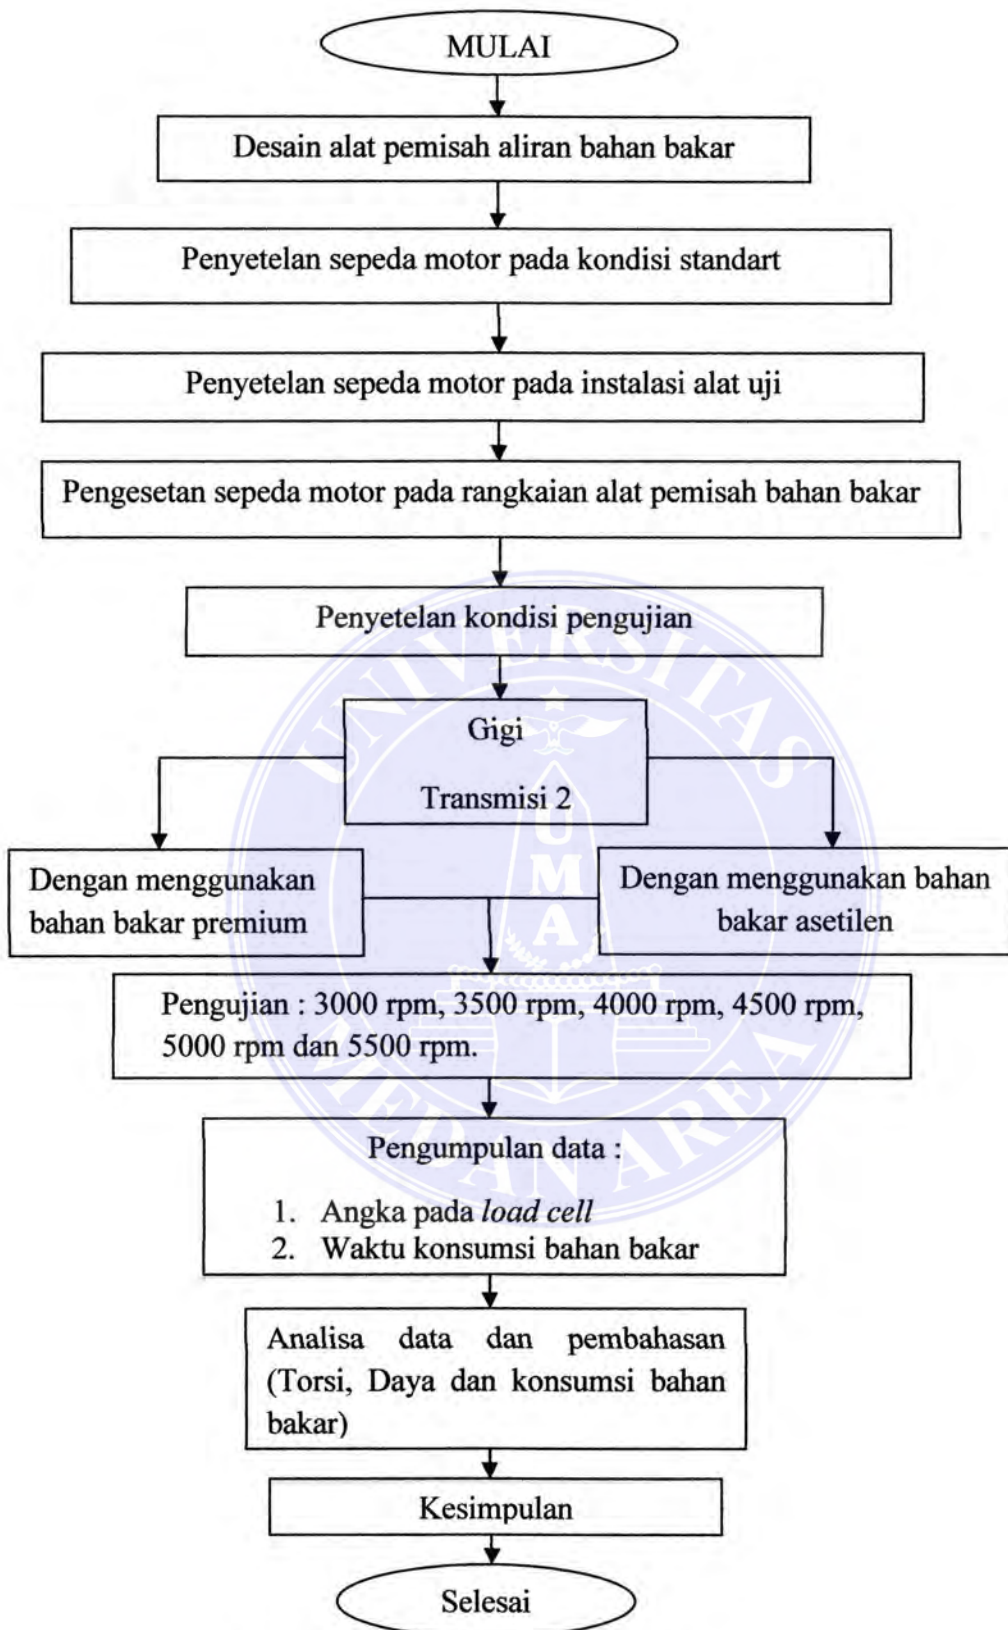 MULAI
Desain alat pemisah aliran bahan bakar
Penyetelan sepeda motor pada kondisi standart
Penyetelan sepeda motor pada instalasi alat uji
Pengesetan sepeda motor pada rangkaian alat pemisah bahan bakar
Penyetelan kondisi pengujian
Gigi
Transmisi 2
Dengan menggunakan
bahan bakar premium
Dengan menggunakan bahan
bakar asetilen
Pengujian : 3000 rpm, 3500 rpm, 4000 rpm, 4500 rpm,
5000 rpm dan 5500 rpm.
Pengumpulan data :
1. Angka pada load cell
2. Waktu konsumsi bahan bakar
Analisa data dan pembahasan
(Torsi, Daya dan konsumsi bahan
bakar)
Kesimpulan
Selesai
UNIVERSITAS
MEDAN AREA
UMA